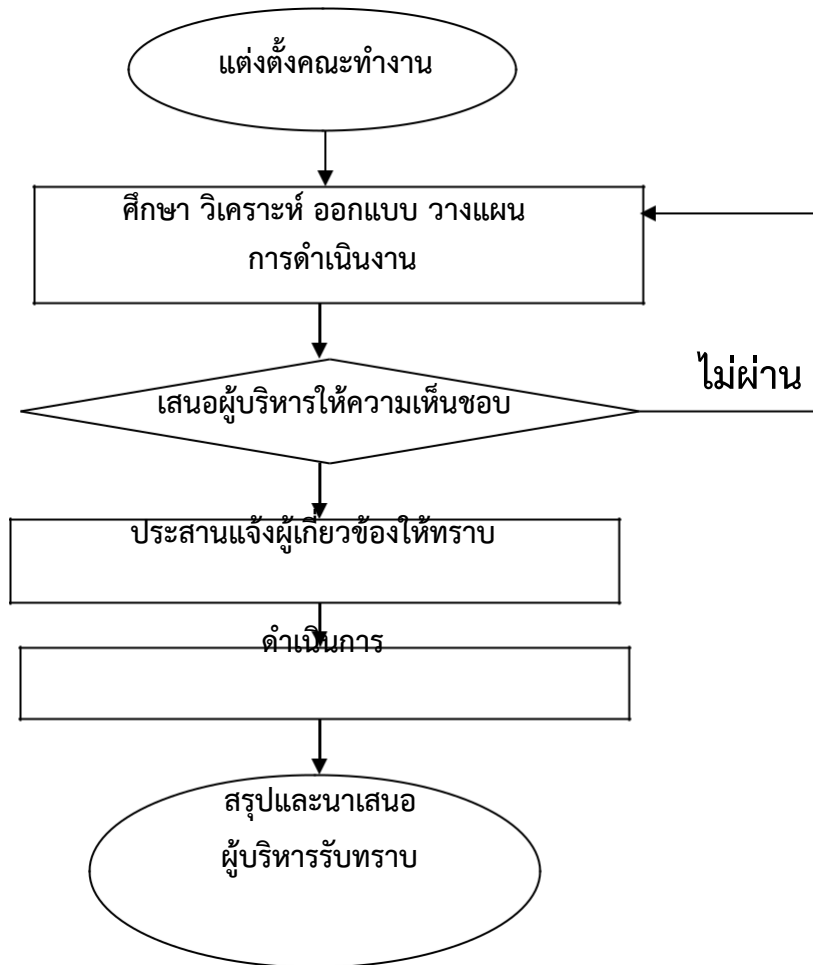 แต่งตั้งคณะทำงาน
ศึกษา วิเคราะห์ ออกแบบ วางแผน
การดำเนินงาน
ไม่ผ่าน
เสนอผู้บริหารให้ความเห็นชอบ
ประสานแจ้งผู้เกี่ยวข้องให้ทราบ
ดำเนินการ
สรุปและนาเสนอ
ผู้บริหารรับทราบ